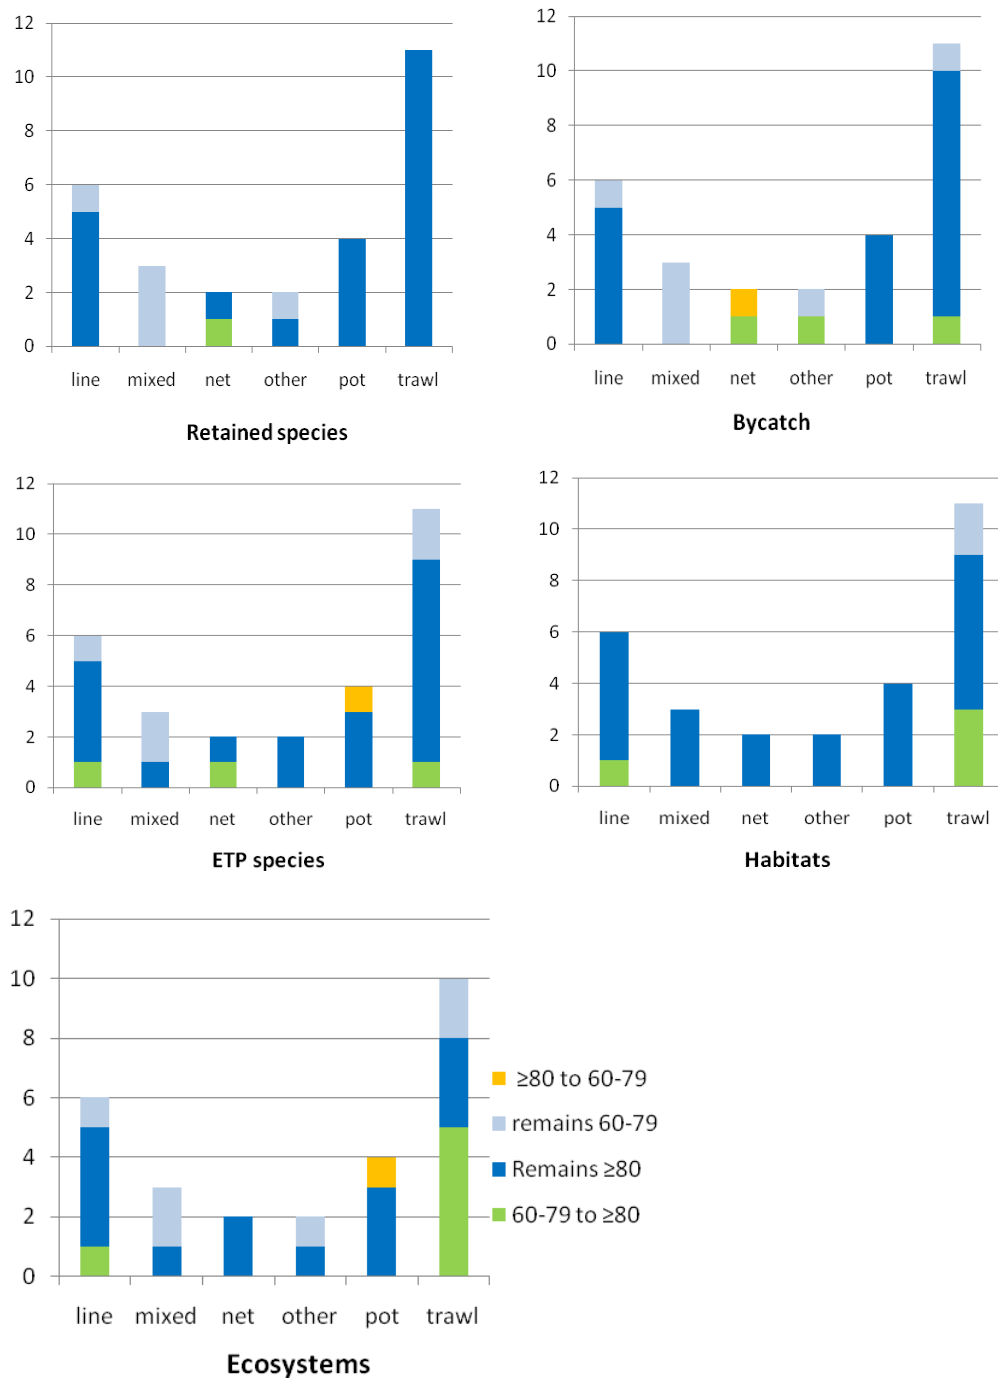 12
10
8
6
4
2
0
line mixed net other pot trawl
Retained species
12
10
8
6
4
2
0
line mixed net other pot trawl
Bycatch
12
10
8
6
4
2
0
line mixed net other pot trawl
ETP species
12
10
8
6
4
2
0
line mixed net other pot trawl
Habitats
12
10
8
6
4
2
0
line mixed net other pot trawl
Ecosystems
≥80 to 60-79
remains 60-79
Remains ≥80
60-79 to ≥80